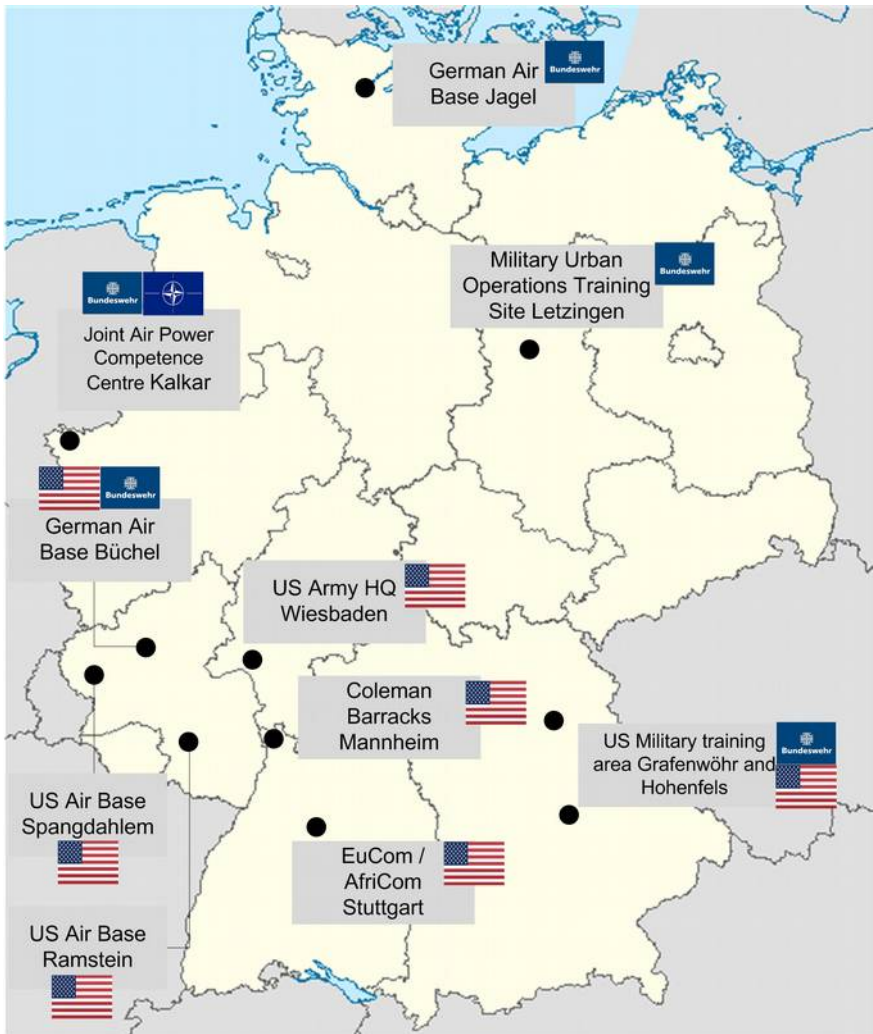 German Air
Base Jagel
Bundeswehr
Military Urban
Operations Training
Site Letzingen
Bundeswehr
Bundeswehr
Joint Air Power
Competence
Centre Kalkar
Bundeswehr
German Air
Base Büchel
US Army HQ
Wiesbaden
Coleman
Barracks
Mannheim
US Military training
area Grafenwöhr and
Hohenfels
Bundeswehr
US Air Base
Spangdahlem
EuCom /
AfriCom
Stuttgart
US Air Base
Ramstein